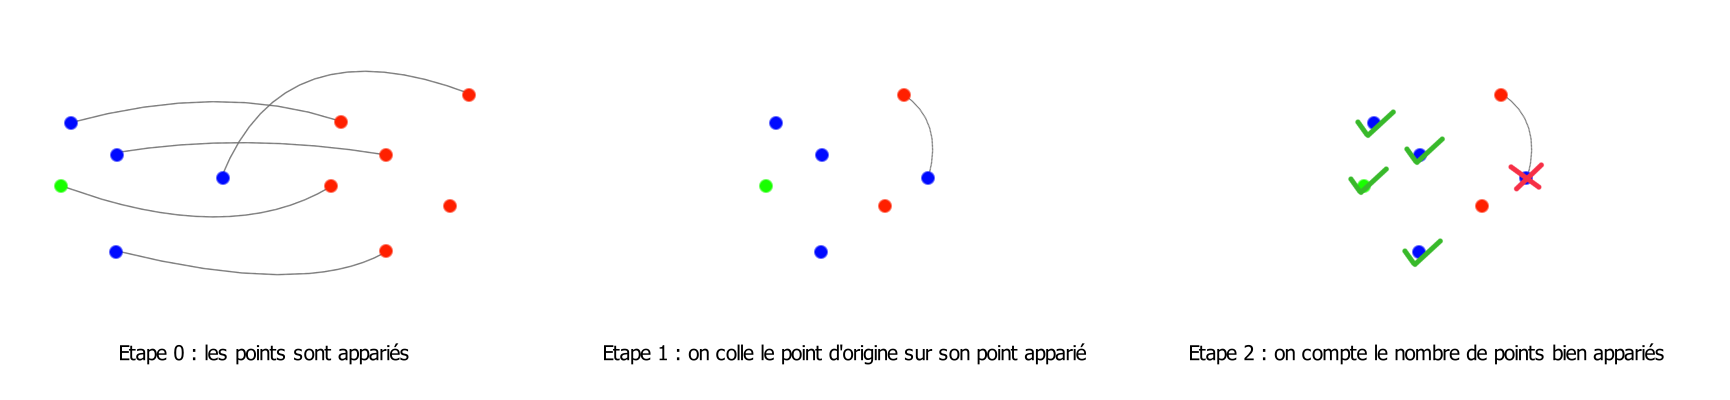 Etape 0 : les points sont appariés
Etape 1 : on colle le point d'origine sur son point apparié
Etape 2 : on compte le nombre de points bien appariés